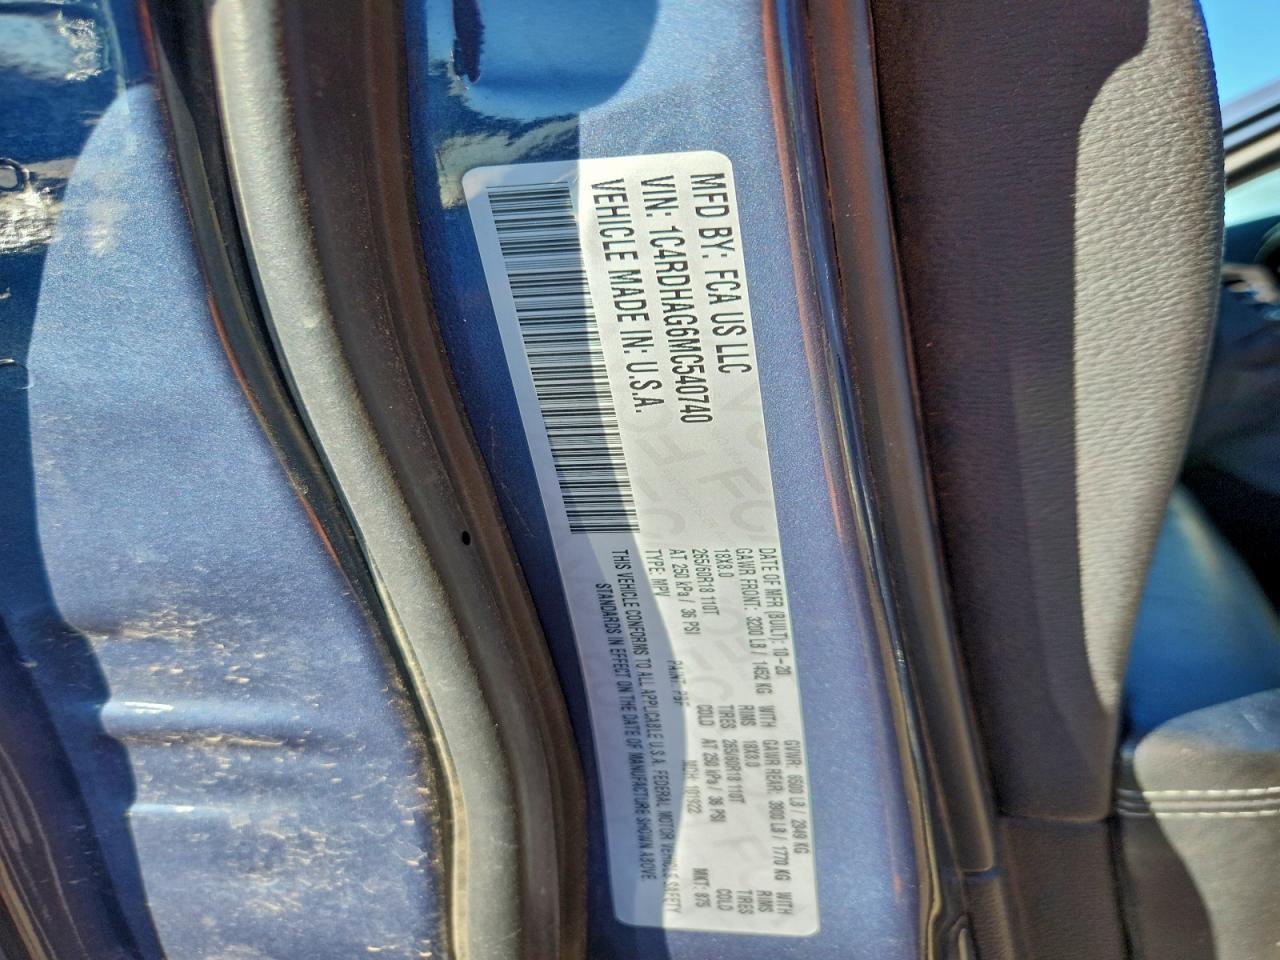 MFD BY: FCA US LLC
VIN: 1C4RDHAG6MC540740
VEHICLE MADE IN: U.S.A.
DATE OF MFR (BUILT): 10-20 GVWR: 6500 LB / 2949 KG
GAWR FRONT: 3200 LB / 1452 KG WITH GAWR REAR: 3900 LB / 1770 KG WITH
18X8.0 RIMS 18X8.0 RIMS
265/60R18 110T TIRES 265/60R18 110T TIRES
AT 250 kPa / 36 PSI COLD AT 250 kPa / 36 PSI COLD
TYPE: MPV PAINT: PBF MDH: 101922 MKT: 875
THIS VEHICLE CONFORMS TO ALL APPLICABLE U.S.A. FEDERAL MOTOR VEHICLE SAFETY
STANDARDS IN EFFECT ON THE DATE OF MANUFACTURE SHOWN ABOVE